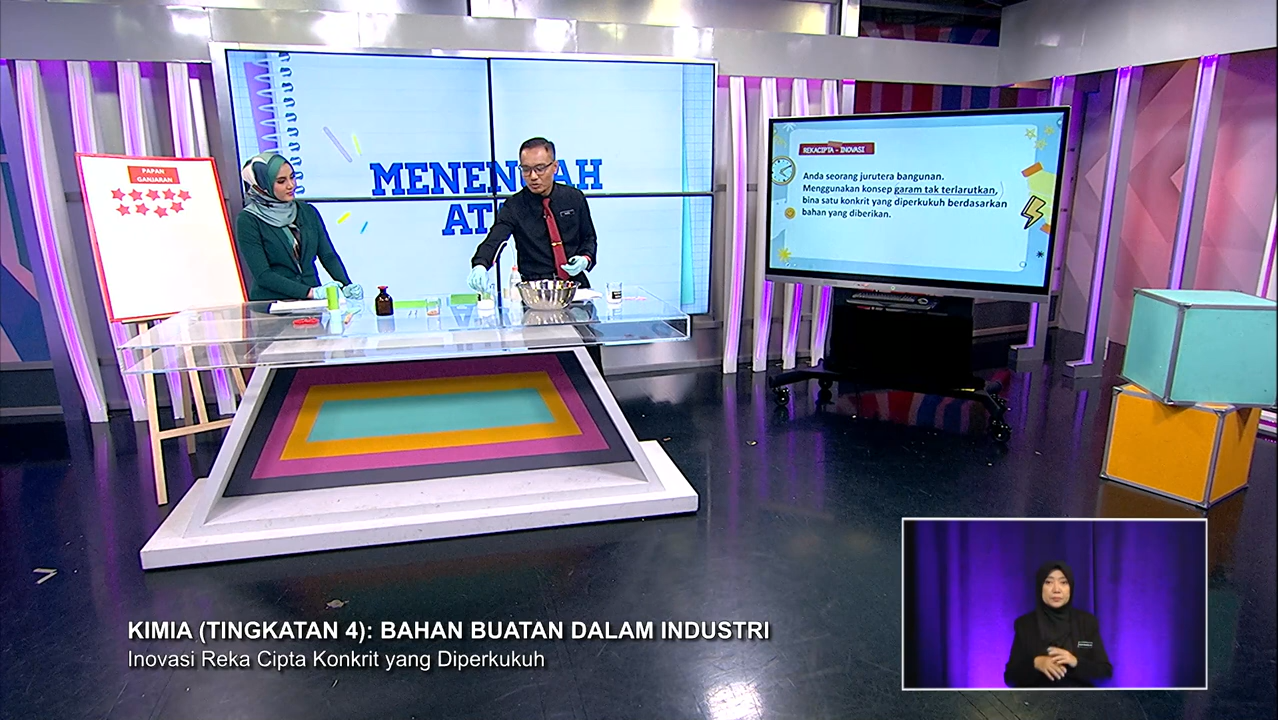 PAPAN
GANJARAN
MENENGAH
AT
REKACIPTA - INOVASI
Anda seorang jurutera bangunan.
Menggunakan konsep garam tak terlarutkan,
bina satu konkrit yang diperkukuh berdasarkan
bahan yang diberikan.
KIMIA (TINGKATAN 4): BAHAN BUATAN DALAM INDUSTRI
Inovasi Reka Cipta Konkrit yang Diperkukuh